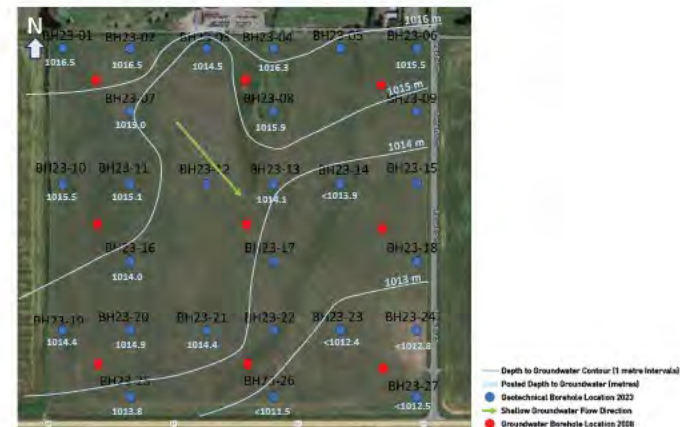 N
1016 m
BH23-01 BH23-02 BH23-03 BH23-04 BH23-05 BH23-06
1016.5 1016.5 1014.5 1016.3 1015.5
1015 m
BH23-07 BH23-08 BH23-09
1015.0 1015.9
1014 m
BH23-10 BH23-11 BH23-12 BH23-13 BH23-14 BH23-15
1015.5 1015.1 1014.1 <1013.9
BH23-16 BH23-17 BH23-18
1014.0
1013 m
BH23-19 BH23-20 BH23-21 BH23-22 BH23-23 BH23-24
1014.4 1014.9 1014.4 <1012.4 <1012.8
BH23-25 BH23-26 BH23-27
1013.8 <1011.5 <1012.5
Depth to Groundwater Contour (1 metre intervals)
Posted Depth to Groundwater (metres)
Geotechnical Borehole Location 2023
Shallow Groundwater Flow Direction
Groundwater Borehole Location 2008